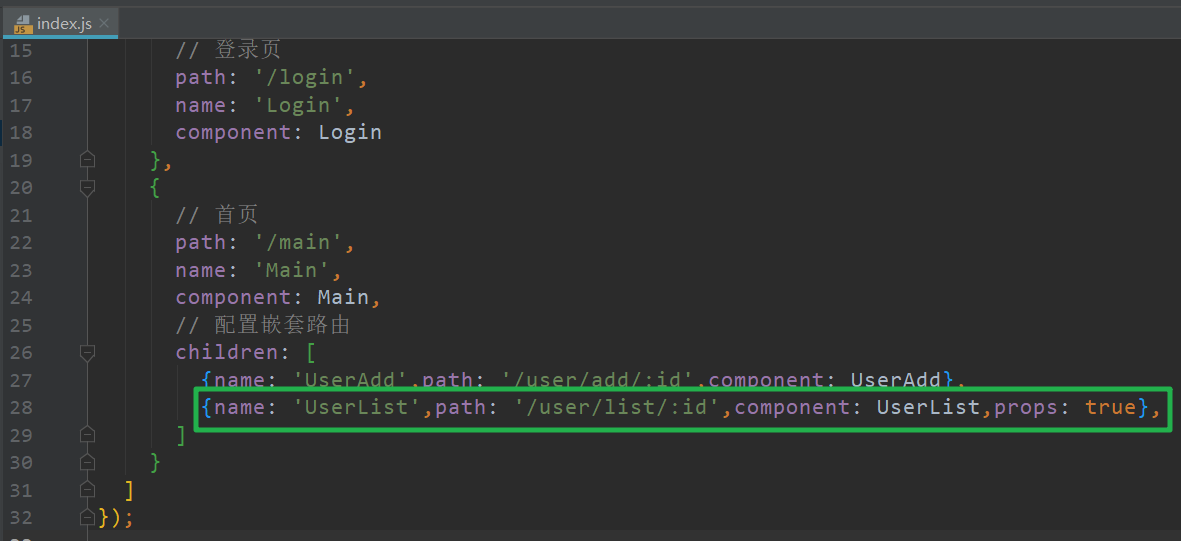 index.js
15 // 登录页
16 path: '/login',
17 name: 'Login',
18 component: Login
19 },
20 {
21 // 首页
22 path: '/main',
23 name: 'Main',
24 component: Main,
25 // 配置嵌套路由
26 children: [
27 {name: 'UserAdd',path: '/user/add/:id',component: UserAdd},
28 {name: 'UserList',path: '/user/list/:id',component: UserList,props: true},
29 ]
30 }
31 ]
32 });